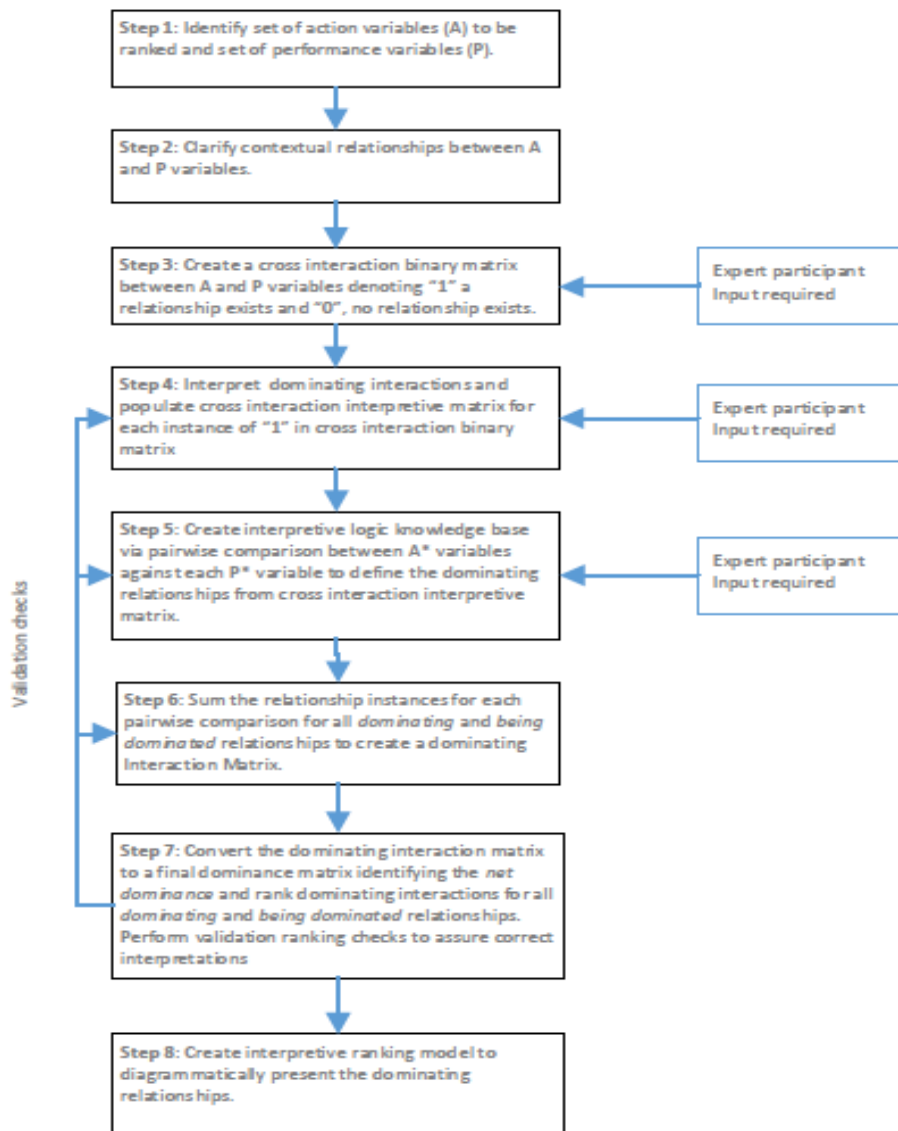 Step 1: Identify set of action variables (A) to be
ranked and set of performance variables (P).
Step 2: Clarify contextual relationships between A
and P variables.
Step 3: Create a cross interaction binary matrix
between A and P variables denoting “1” a
relationship exists and “0”, no relationship exists.
Expert participant
Input required
Step 4: Interpret dominating interactions and
populate cross interaction interpretive matrix for
each instance of “1” in cross interaction binary
matrix
Expert participant
Input required
Step 5: Create interpretive logic knowledge base
via pairwise comparison between A* variables
against each P* variable to define the dominating
relationships from cross interaction interpretive
matrix.
Expert participant
Input required
Validation checks
Step 6: Sum the relationship instances for each
pairwise comparison for all dominating and being
dominated relationships to create a dominating
Interaction Matrix.
Step 7: Convert the dominating interaction matrix
to a final dominance matrix identifying the net
dominance and rank dominating interactions for all
dominating and being dominated relationships.
Perform validation ranking checks to assure correct
interpretations
Step 8: Create interpretive ranking model to
diagrammatically present the dominating
relationships.